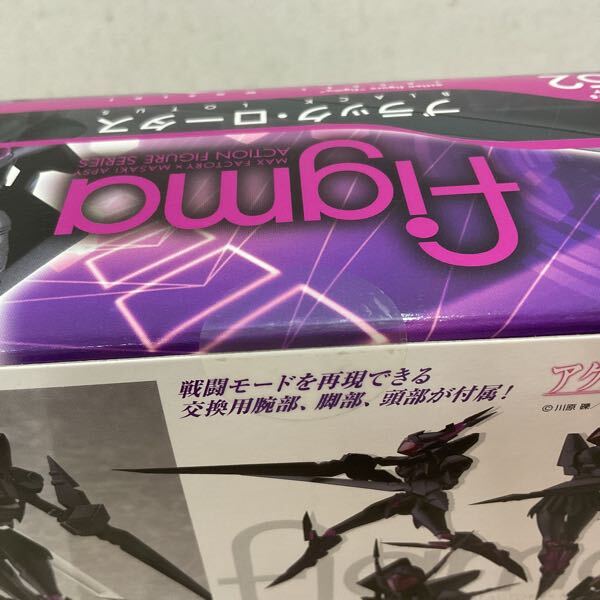 52
ブラック・ロータス
BLACK LOTUS
figma
MAX FACTORY × MASAKI APSY
ACTION FIGURE SERIES
戦闘モードを再現できる
交換用腕部、脚部、頭部が付属!
アク
©川原 礫
figma